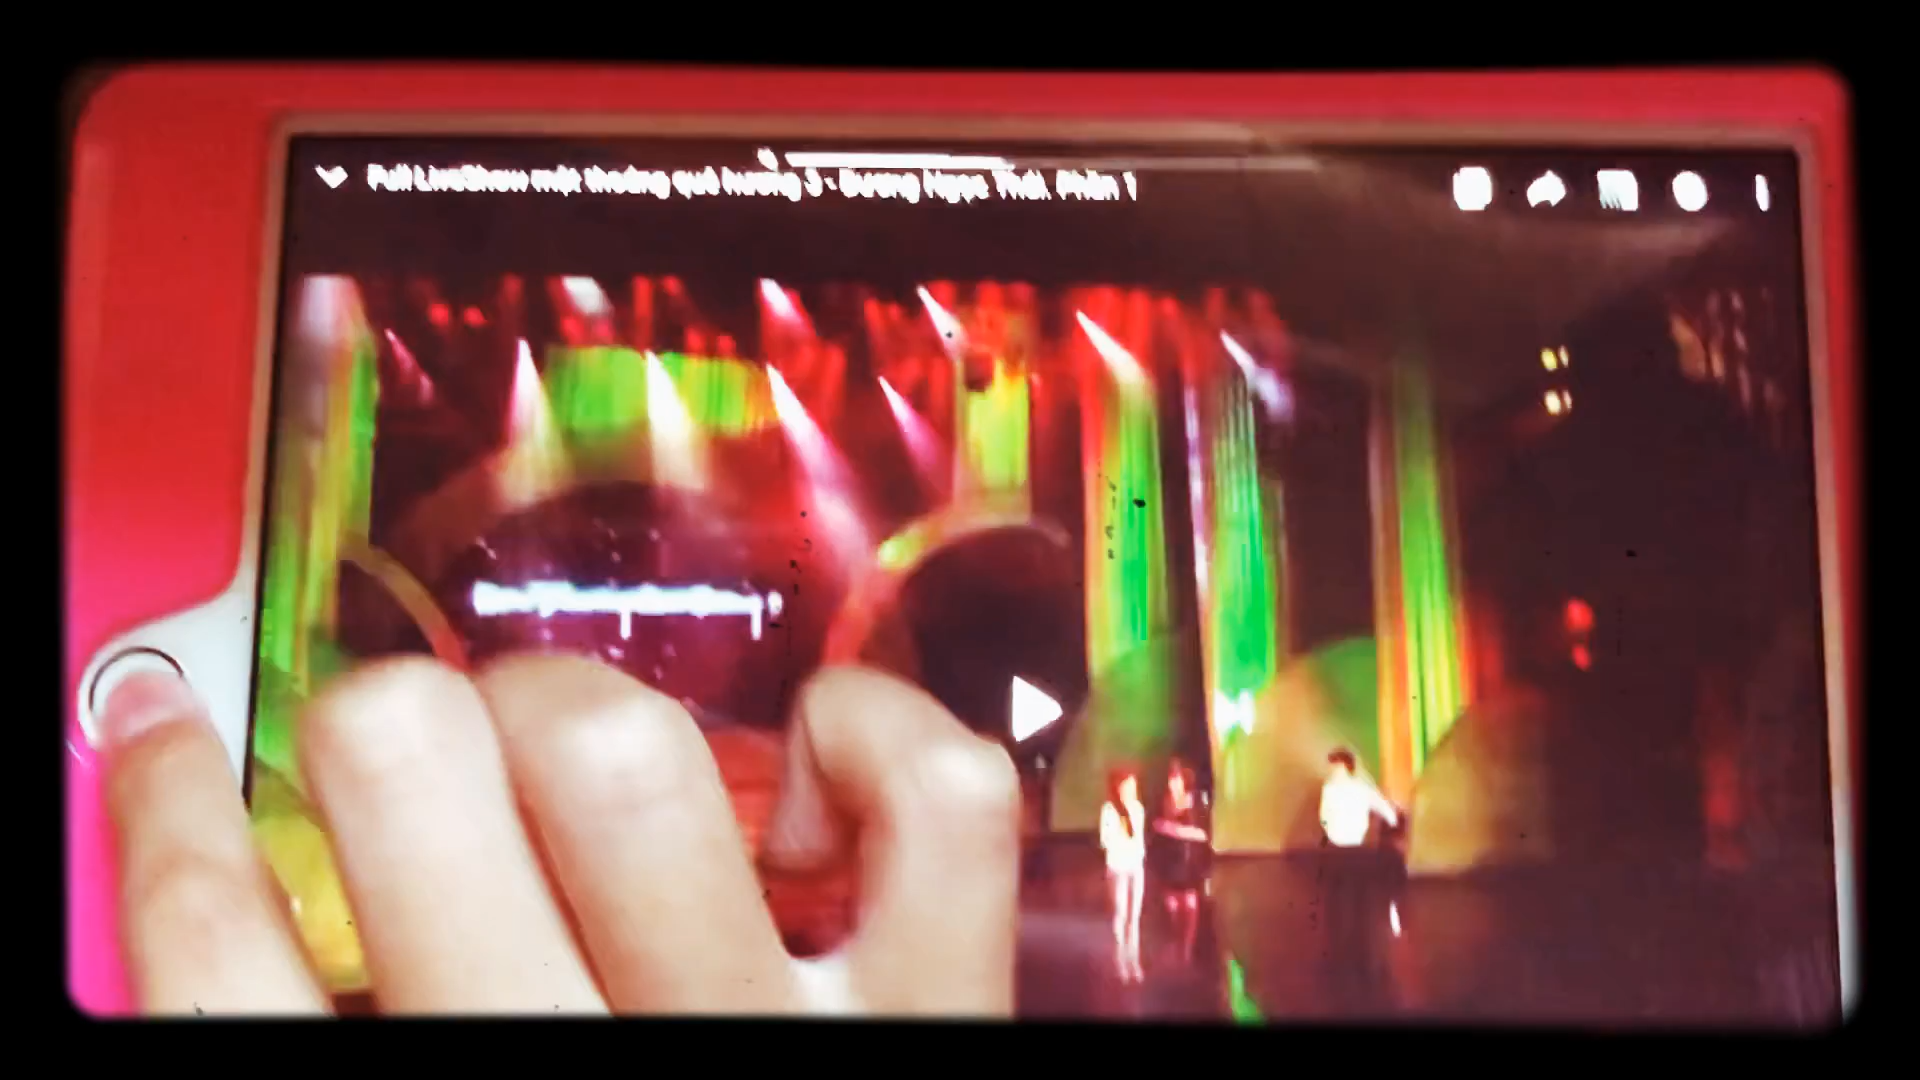 Full LiveShow một thoáng quê hương 3 - Dương Ngọc Thái. Phần 1